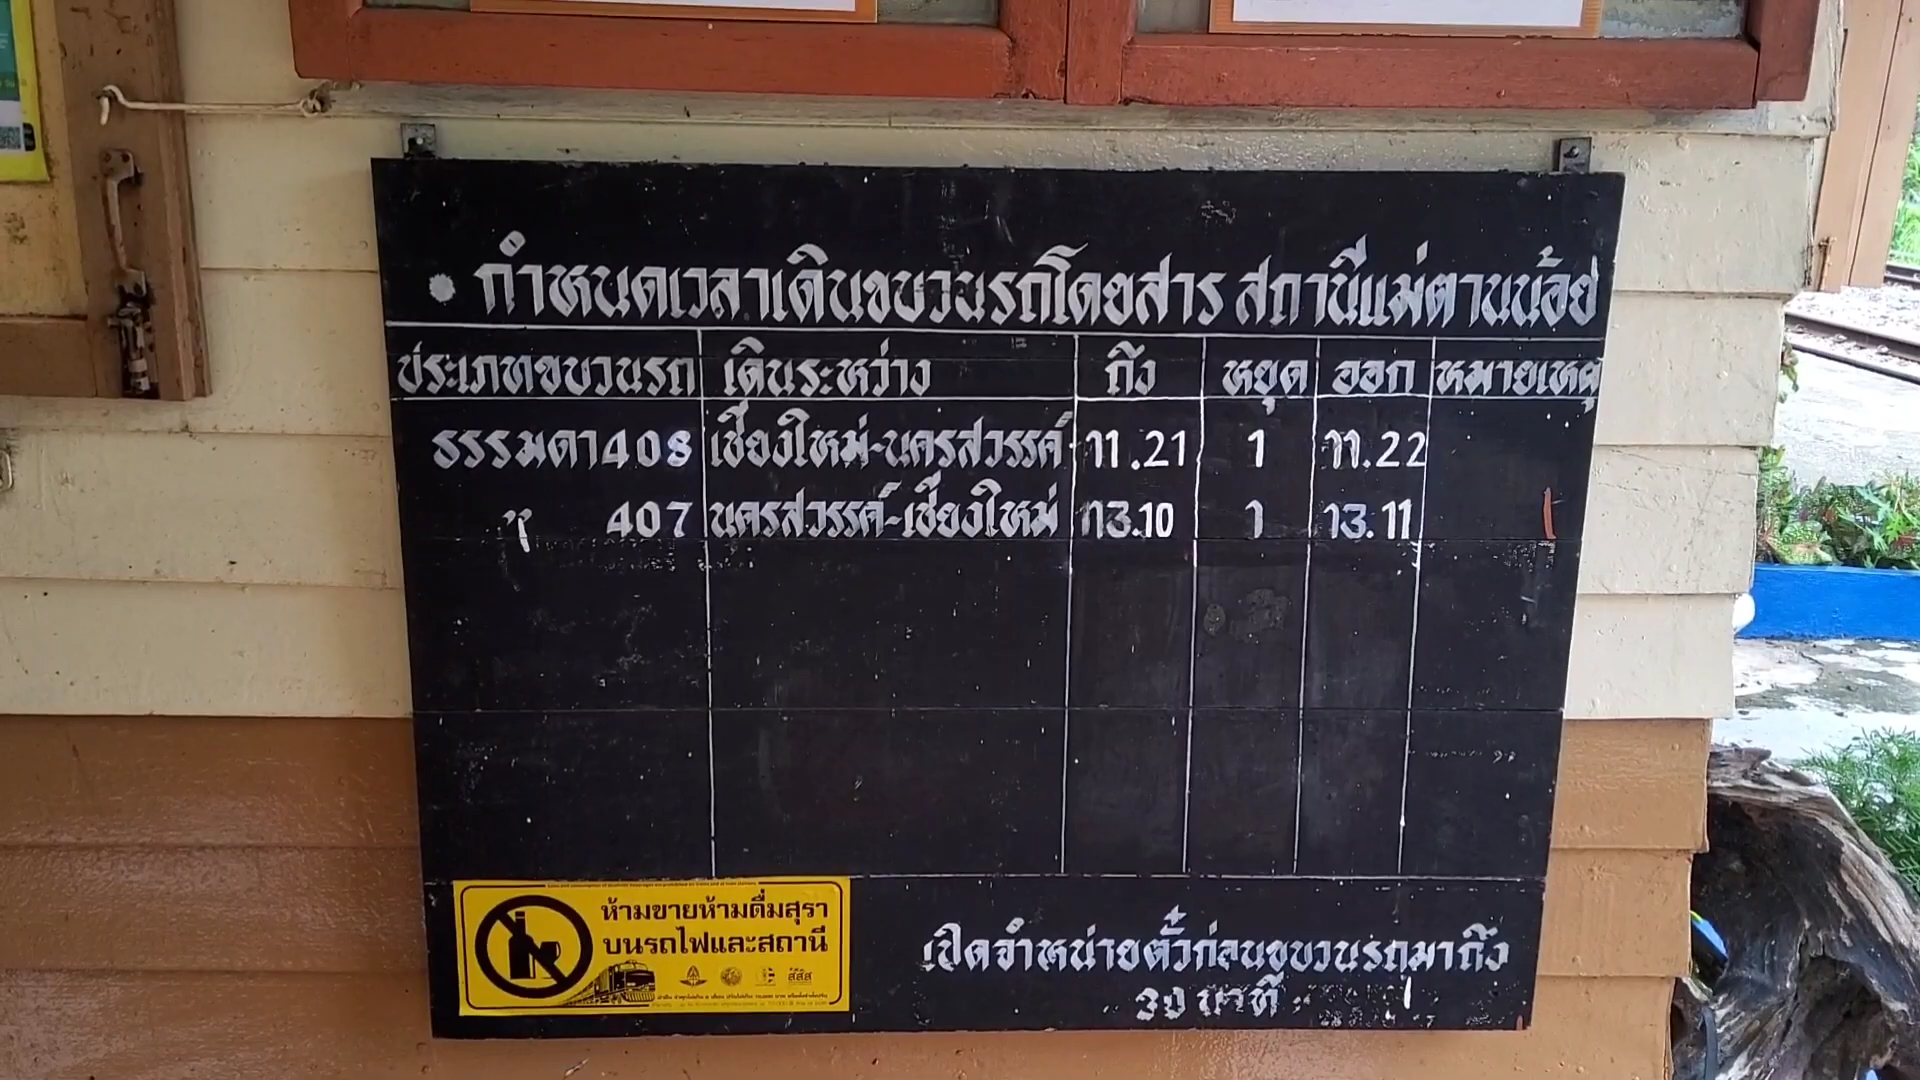 กำหนดเวลาเดินขบวนรถโดยสาร สถานีแม่ตานน้อย
ประเภทขบวนรถ เดินระหว่าง ถึง หยุด ออก หมายเหตุ
ธรรมดา 408 เชียงใหม่-นครสวรรค์ 11.21 1 11.22
" 407 นครสวรรค์-เชียงใหม่ 13.10 1 13.11
ห้ามขายห้ามดื่มสุรา
บนรถไฟและสถานี
สสส
เปิดจำหน่ายตั๋วก่อนขบวนรถมาถึง
30 นาที